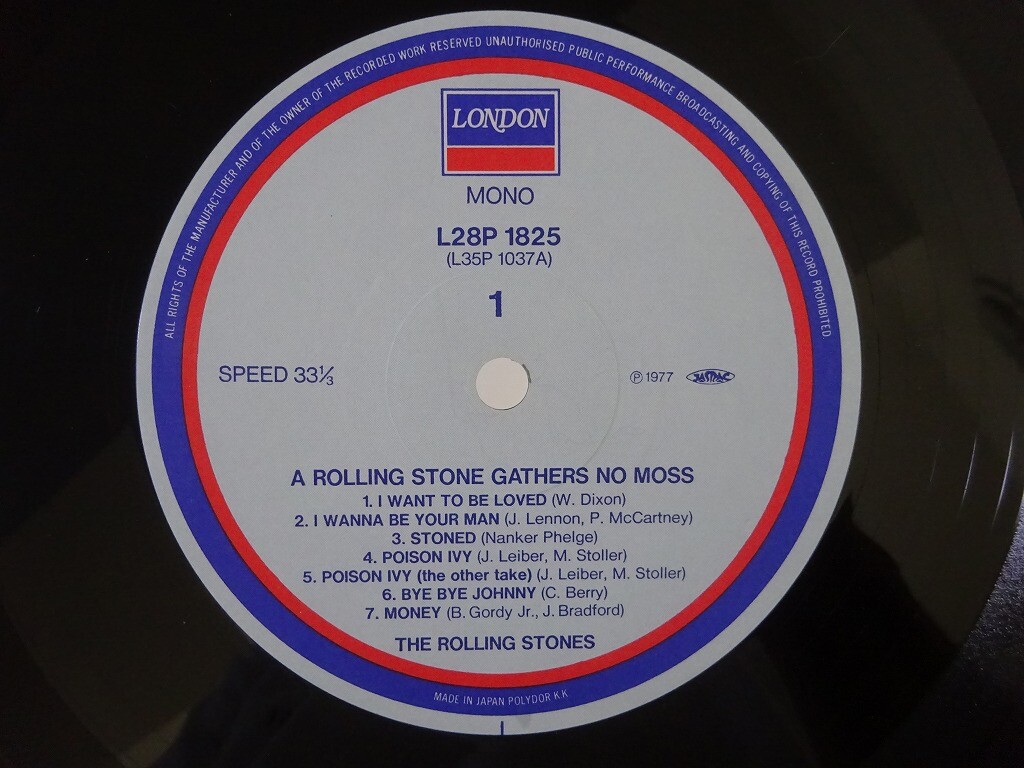 ALL RIGHTS OF THE MANUFACTURER AND OF THE OWNER OF THE RECORDED WORK RESERVED UNAUTHORISED PUBLIC PERFORMANCE BROADCASTING AND COPYING OF THIS RECORD PROHIBITED.
LONDON
MONO
L28P 1825
(L35P 1037A)
1
SPEED 33⅓
℗ 1977 JASRAC
A ROLLING STONE GATHERS NO MOSS
1. I WANT TO BE LOVED (W. Dixon)
2. I WANNA BE YOUR MAN (J. Lennon, P. McCartney)
3. STONED (Nanker Phelge)
4. POISON IVY (J. Leiber, M. Stoller)
5. POISON IVY (the other take) (J. Leiber, M. Stoller)
6. BYE BYE JOHNNY (C. Berry)
7. MONEY (B. Gordy Jr., J. Bradford)
THE ROLLING STONES
MADE IN JAPAN POLYDOR K.K